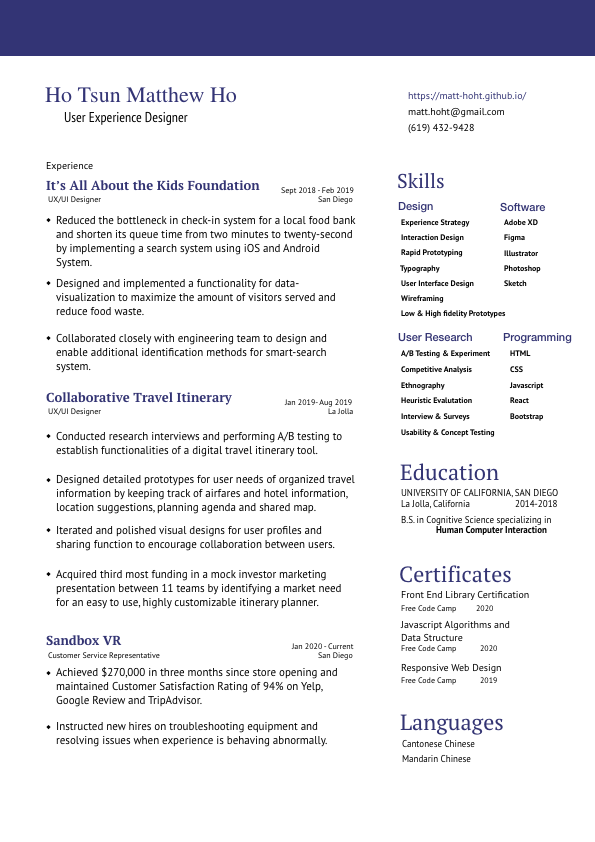 Ho Tsun Matthew Ho
User Experience Designer
https://matt-hoht.github.io/
matt.hoht@gmail.com
(619) 432-9428
Experience
It's All About the Kids Foundation
Sept 2018 - Feb 2019
UX/UI Designer
San Diego
◆ Reduced the bottleneck in check-in system for a local food bank
and shorten its queue time from two minutes to twenty-second
by implementing a search system using iOS and Android
System.
◆ Designed and implemented a functionality for data-
visualization to maximize the amount of visitors served and
reduce food waste.
◆ Collaborated closely with engineering team to design and
enable additional identification methods for smart-search
system.
Collaborative Travel Itinerary
Jan 2019- Aug 2019
UX/UI Designer
La Jolla
◆ Conducted research interviews and performing A/B testing to
establish functionalities of a digital travel itinerary tool.
◆ Designed detailed prototypes for user needs of organized travel
information by keeping track of airfares and hotel information,
location suggestions, planning agenda and shared map.
◆ Iterated and polished visual designs for user profiles and
sharing function to encourage collaboration between users.
◆ Acquired third most funding in a mock investor marketing
presentation between 11 teams by identifying a market need
for an easy to use, highly customizable itinerary planner.
Sandbox VR
Jan 2020 - Current
Customer Service Representative
San Diego
◆ Achieved $270,000 in three months since store opening and
maintained Customer Satisfaction Rating of 94% on Yelp,
Google Review and TripAdvisor.
◆ Instructed new hires on troubleshooting equipment and
resolving issues when experience is behaving abnormally.
Skills
Design
Experience Strategy
Interaction Design
Rapid Prototyping
Typography
User Interface Design
Wireframing
Low & High fidelity Prototypes
Software
Adobe XD
Figma
Illustrator
Photoshop
Sketch
User Research
A/B Testing & Experiment
Competitive Analysis
Ethnography
Heuristic Evalutation
Interview & Surveys
Usability & Concept Testing
Programming
HTML
CSS
Javascript
React
Bootstrap
Education
UNIVERSITY OF CALIFORNIA, SAN DIEGO
La Jolla, California 2014-2018
B.S. in Cognitive Science specializing in
Human Computer Interaction
Certificates
Front End Library Certification
Free Code Camp 2020
Javascript Algorithms and
Data Structure
Free Code Camp 2020
Responsive Web Design
Free Code Camp 2019
Languages
Cantonese Chinese
Mandarin Chinese